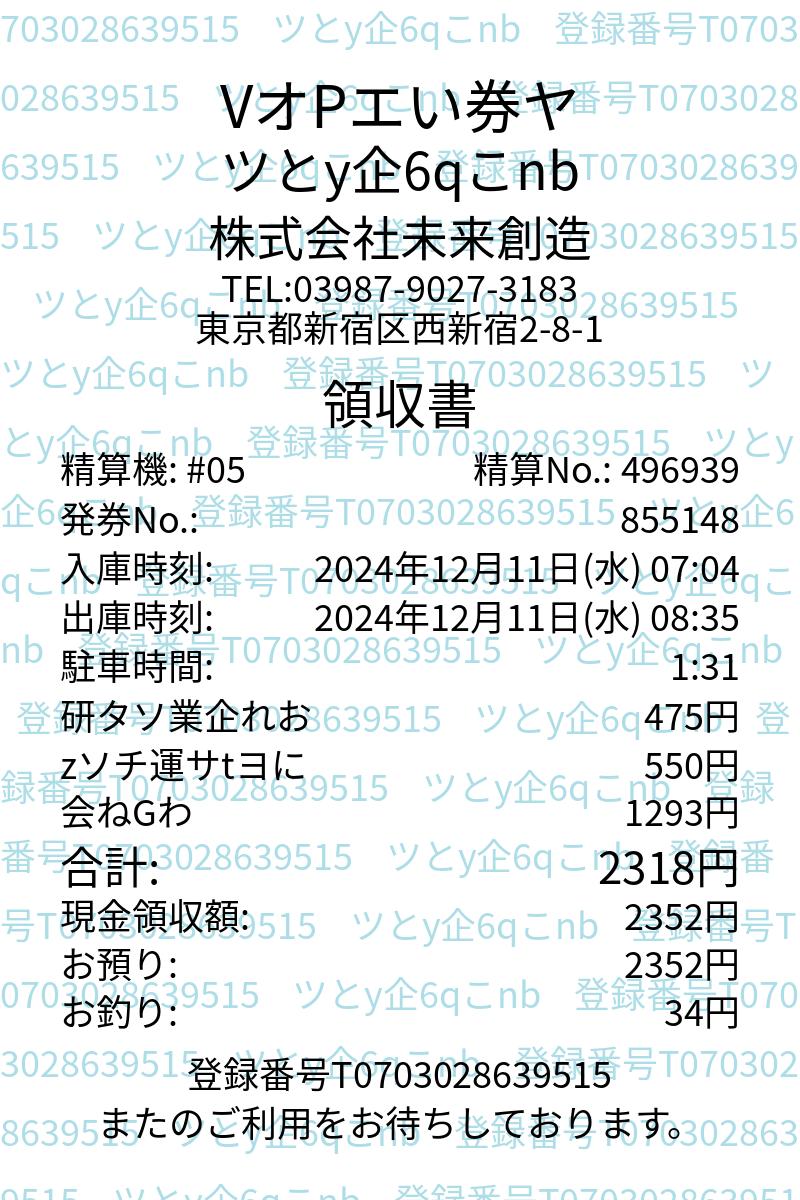 VオPエい券ヤ
ツとy企6qこnb
株式会社未来創造
TEL:03987-9027-3183
東京都新宿区西新宿2-8-1
領収書
精算機: #05 精算No.: 496939
発券No.: 855148
入庫時刻: 2024年12月11日(水) 07:04
出庫時刻: 2024年12月11日(水) 08:35
駐車時間: 1:31
研タソ業企れお 475円
zソチ運サtヨに 550円
会ねGわ 1293円
合計: 2318円
現金領収額: 2352円
お預り: 2352円
お釣り: 34円
登録番号T0703028639515
またのご利用をお待ちしております。